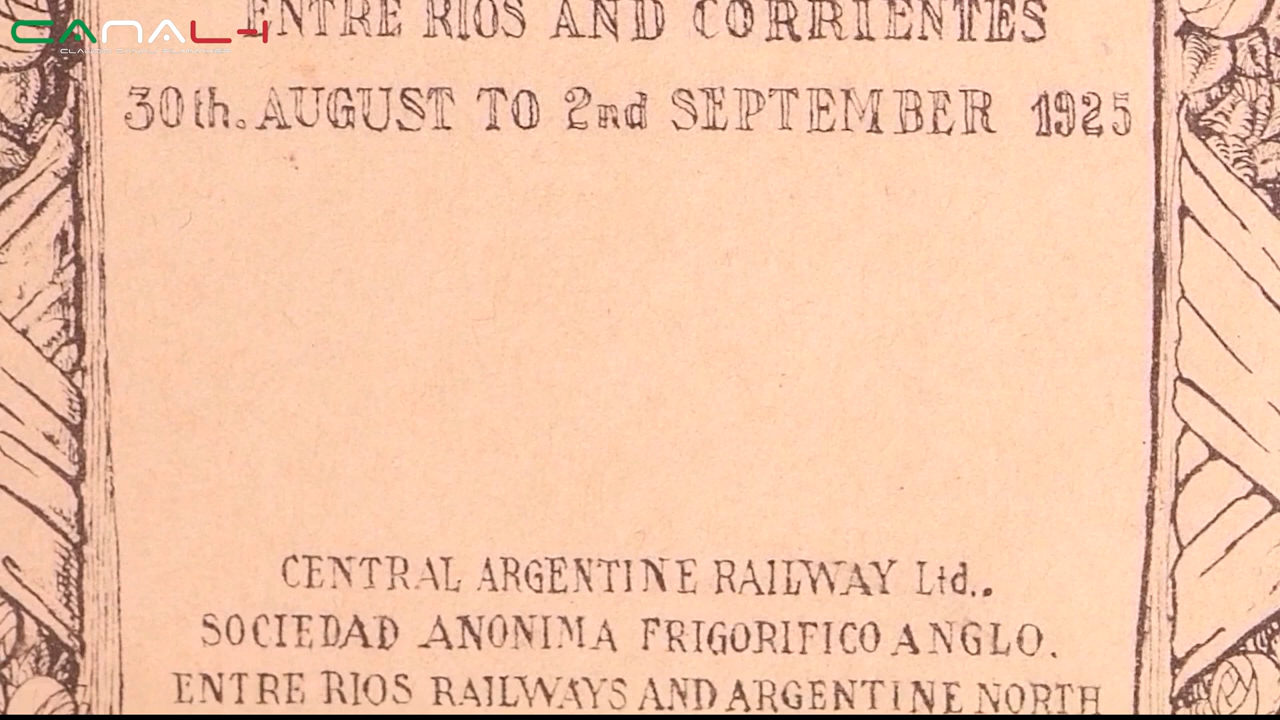 CANAL-I
ENTRE RIOS AND CORRIENTES
30th. AUGUST TO 2nd SEPTEMBER 1925
CENTRAL ARGENTINE RAILWAY Ltd..
SOCIEDAD ANONIMA FRIGORIFICO ANGLO.
ENTRE RIOS RAILWAYS AND ARGENTINE NORTH